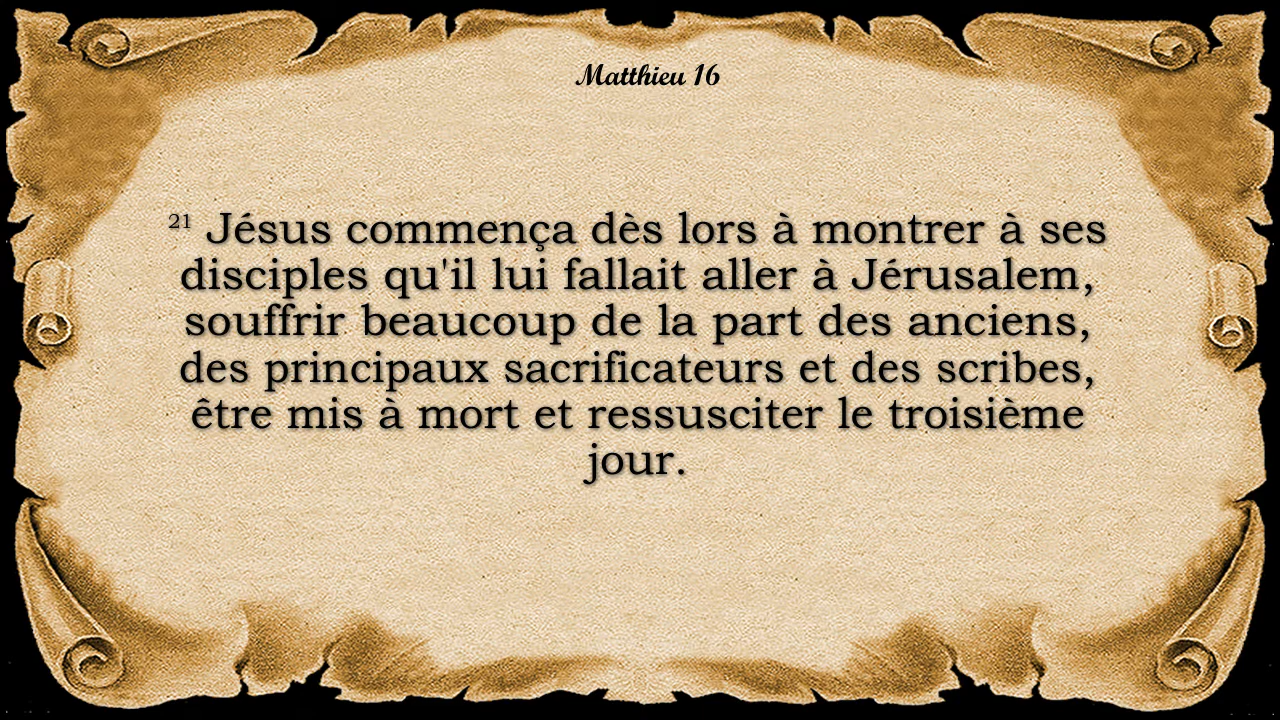 Matthieu 16
21 Jésus commença dès lors à montrer à ses
disciples qu'il lui fallait aller à Jérusalem,
souffrir beaucoup de la part des anciens,
des principaux sacrificateurs et des scribes,
être mis à mort et ressusciter le troisième
jour.